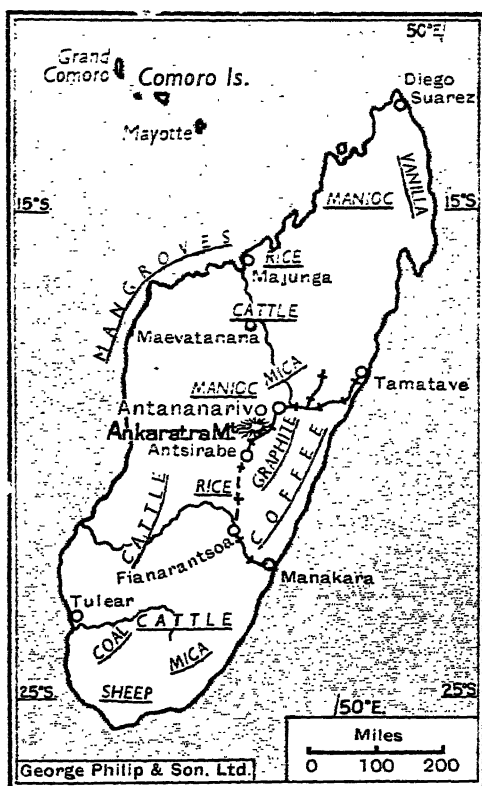 50°E
Grand
Comoro
Comoro Is.
Diego
Suarez
Mayotte
VANILLA
15°S
MANIOC
15°S
MANGROVES
RICE
Majunga
CATTLE
Maevatanana
MICA
MANIOC
Tamatave
Antananarivo
Ankaratra Mt.
Antsirabe
GRAPHITE
COFFEE
RICE
CATTLE
Fianarantsoa
Manakara
Tulear
CATTLE
COAL
MICA
SHEEP
25°S
25°S
50°E.
Miles
0 100 200
George Philip & Son. Ltd.